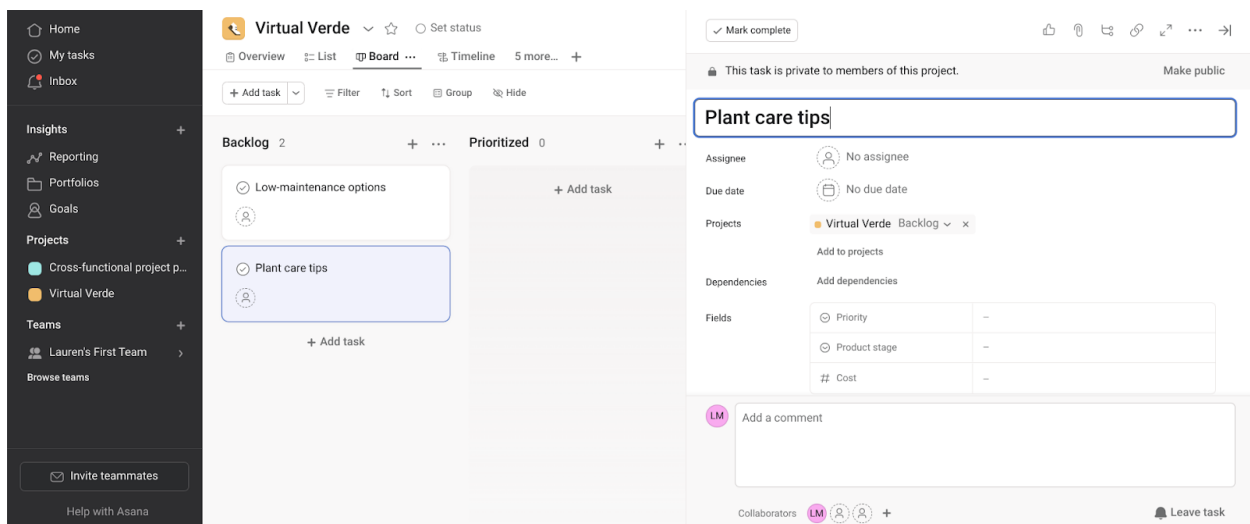 Home
My tasks
Inbox
Insights
Reporting
Portfolios
Goals
Projects
Cross-functional project p...
Virtual Verde
Teams
Lauren's First Team
Browse teams
Invite teammates
Help with Asana
Virtual Verde
Set status
Overview
List
Board
Timeline
5 more...
+ Add task
Filter
Sort
Group
Hide
Backlog 2
Low-maintenance options
Plant care tips
+ Add task
Prioritized 0
+ Add task
Mark complete
This task is private to members of this project.
Make public
Plant care tips
Assignee
No assignee
Due date
No due date
Projects
Virtual Verde Backlog
Add to projects
Dependencies
Add dependencies
Fields
Priority –
Product stage –
# Cost –
LM
Add a comment
Collaborators
LM
Leave task